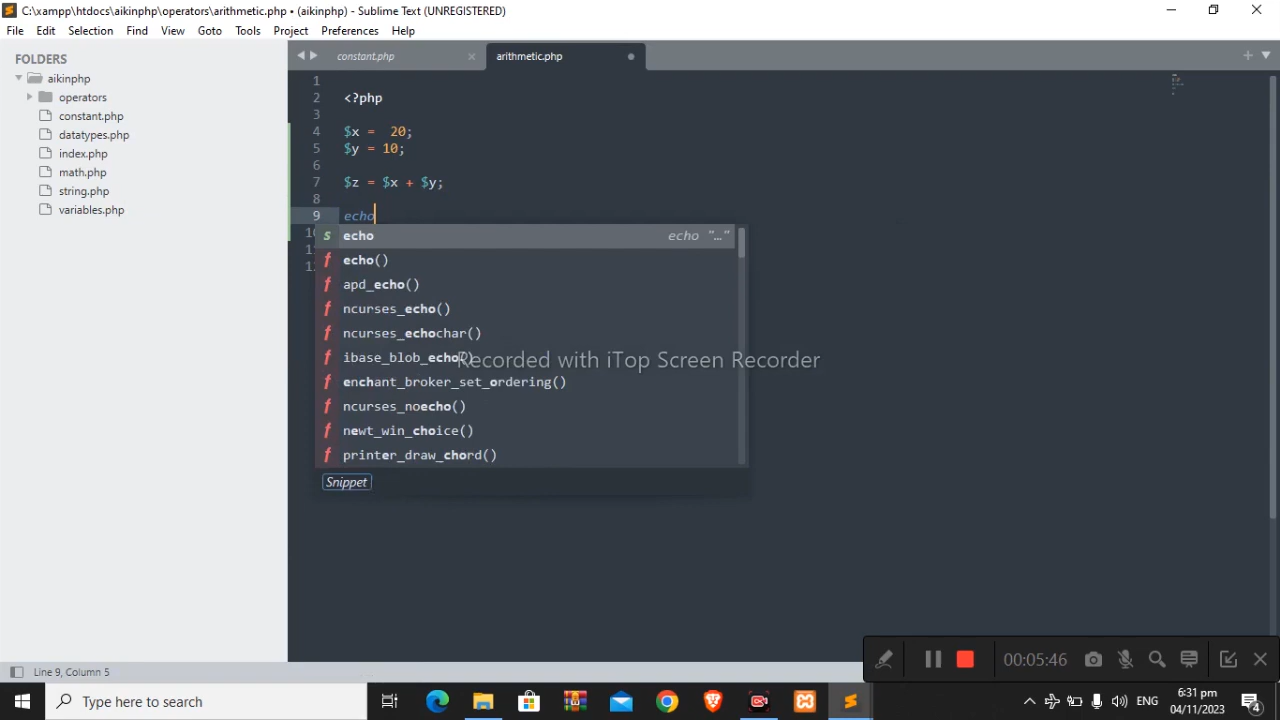 C:\xampp\htdocs\aikinphp\operators\arithmetic.php • (aikinphp) - Sublime Text (UNREGISTERED)
File Edit Selection Find View Goto Tools Project Preferences Help
FOLDERS
aikinphp
operators
constant.php
datatypes.php
index.php
math.php
string.php
variables.php
constant.php
arithmetic.php
1
2 <?php
3
4 $x =  20;
5 $y = 10;
6
7 $z = $x + $y;
8
9 echo
s echo echo "…"
f echo()
f apd_echo()
f ncurses_echo()
f ncurses_echochar()
f ibase_blob_echo()
f enchant_broker_set_ordering()
f ncurses_noecho()
f newt_win_choice()
f printer_draw_chord()
Snippet
Recorded with iTop Screen Recorder
00:05:46
Line 9, Column 5
Type here to search
ENG
6:31 pm
04/11/2023
4